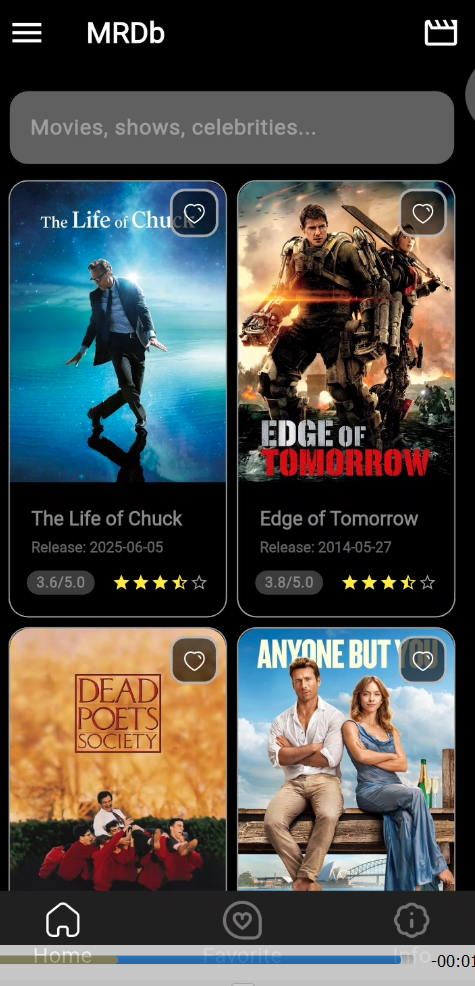 MRDb
Movies, shows, celebrities...
The Life of Chuck
EDGE OF
TOMORROW
The Life of Chuck
Edge of Tomorrow
Release: 2025-06-05
Release: 2014-05-27
3.6/5.0
3.8/5.0
DEAD
POETS
SOCIETY
ANYONE BUT YOU
Home
Favorite
Info
-00:01